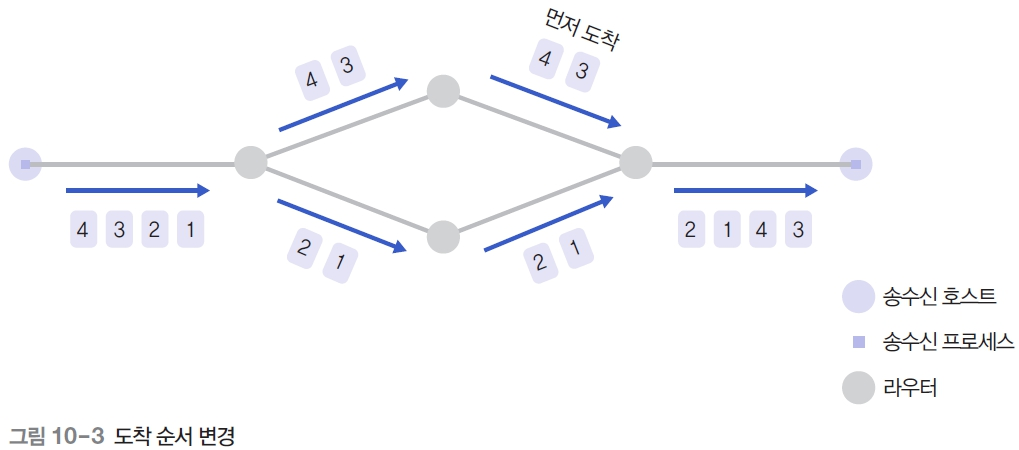 먼저 도착
4 3
4 3
4 3 2 1
2 1
2 1
2 1 4 3
송수신 호스트
송수신 프로세스
라우터
그림 10-3 도착 순서 변경